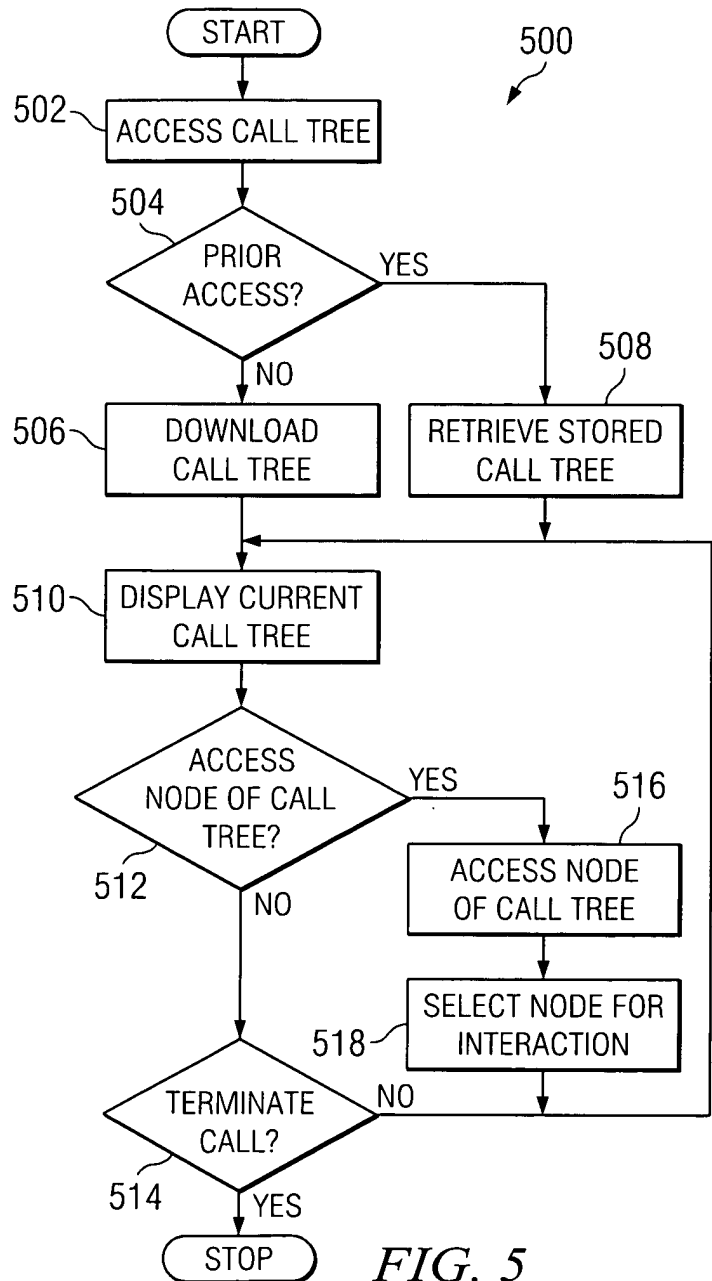 START
500
502
ACCESS CALL TREE
504
PRIOR
ACCESS?
YES
NO
508
506
DOWNLOAD
CALL TREE
RETRIEVE STORED
CALL TREE
510
DISPLAY CURRENT
CALL TREE
ACCESS
NODE OF CALL
TREE?
YES
512
NO
516
ACCESS NODE
OF CALL TREE
518
SELECT NODE FOR
INTERACTION
TERMINATE
CALL?
NO
514
YES
STOP
FIG. 5